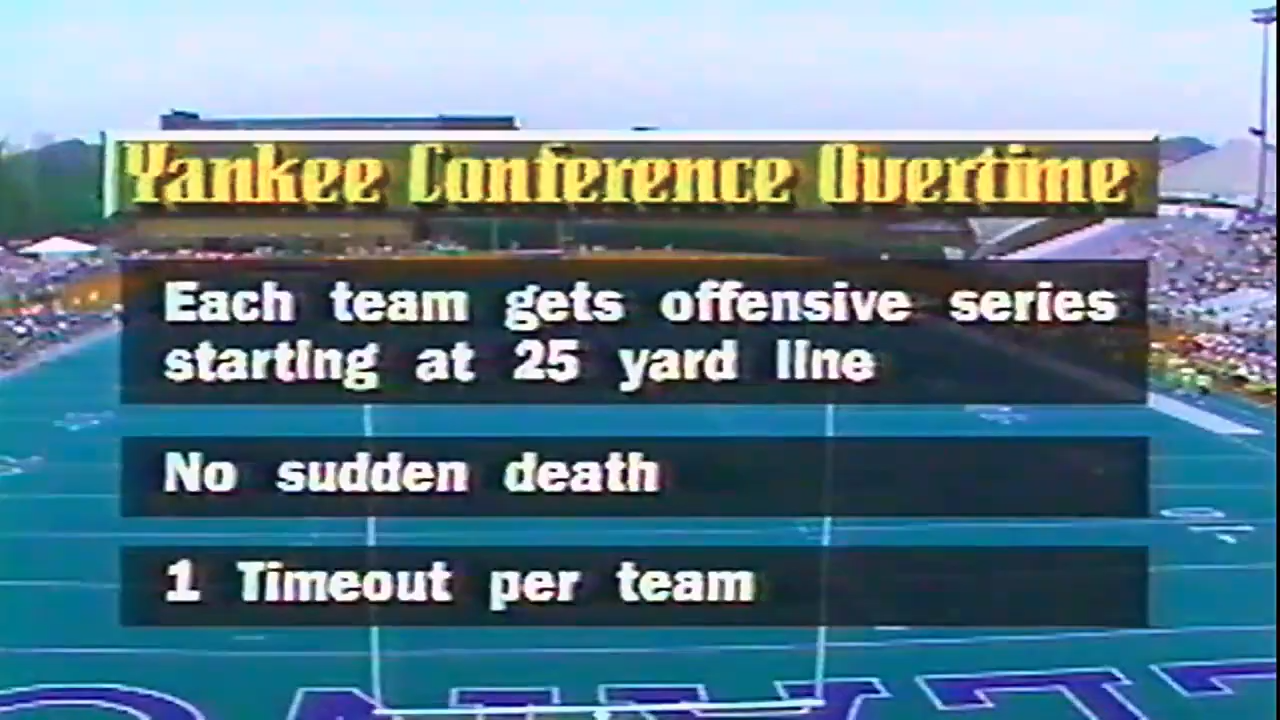 Yankee Conference Overtime
Each team gets offensive series
starting at 25 yard line
No sudden death
1 Timeout per team